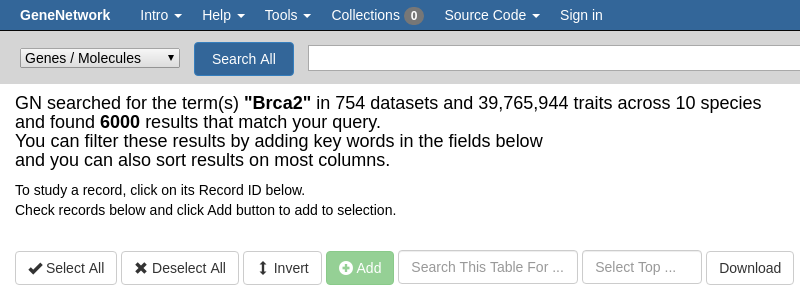 GeneNetwork Intro Help Tools Collections 0 Source Code Sign in
Genes / Molecules Search All
GN searched for the term(s) "Brca2" in 754 datasets and 39,765,944 traits across 10 species
and found 6000 results that match your query.
You can filter these results by adding key words in the fields below
and you can also sort results on most columns.
To study a record, click on its Record ID below.
Check records below and click Add button to add to selection.
Select All Deselect All Invert Add Search This Table For ... Select Top ... Download